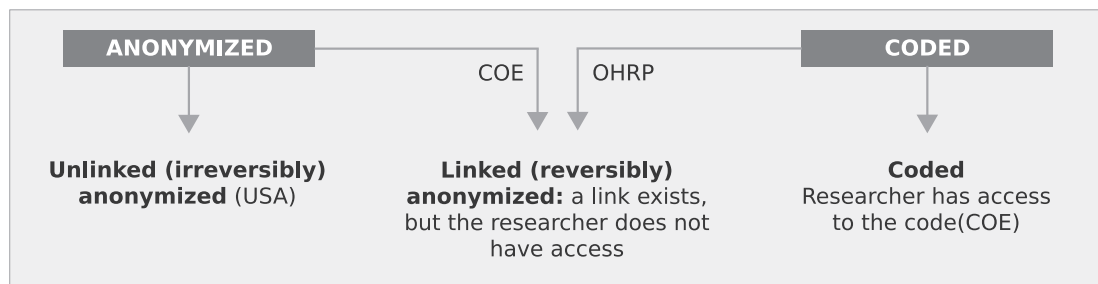 ANONYMIZED
CODED
COE
OHRP
Unlinked (irreversibly)
anonymized (USA)
Linked (reversibly)
anonymized: a link exists,
but the researcher does not
have access
Coded
Researcher has access
to the code(COE)